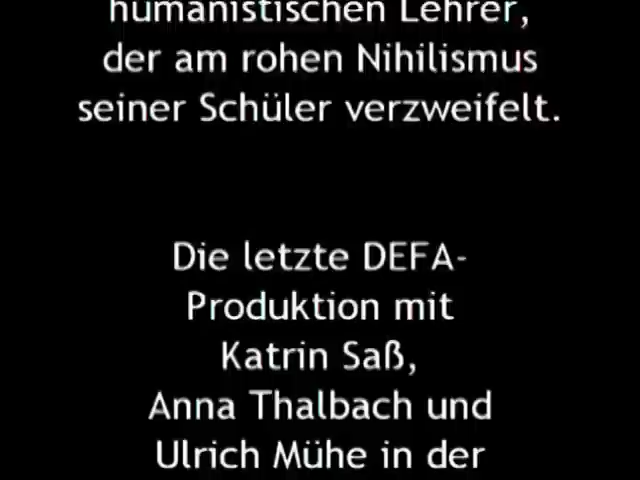 humanistischen Lehrer,
der am rohen Nihilismus
seiner Schüler verzweifelt.
Die letzte DEFA-
Produktion mit
Katrin Saß,
Anna Thalbach und
Ulrich Mühe in der